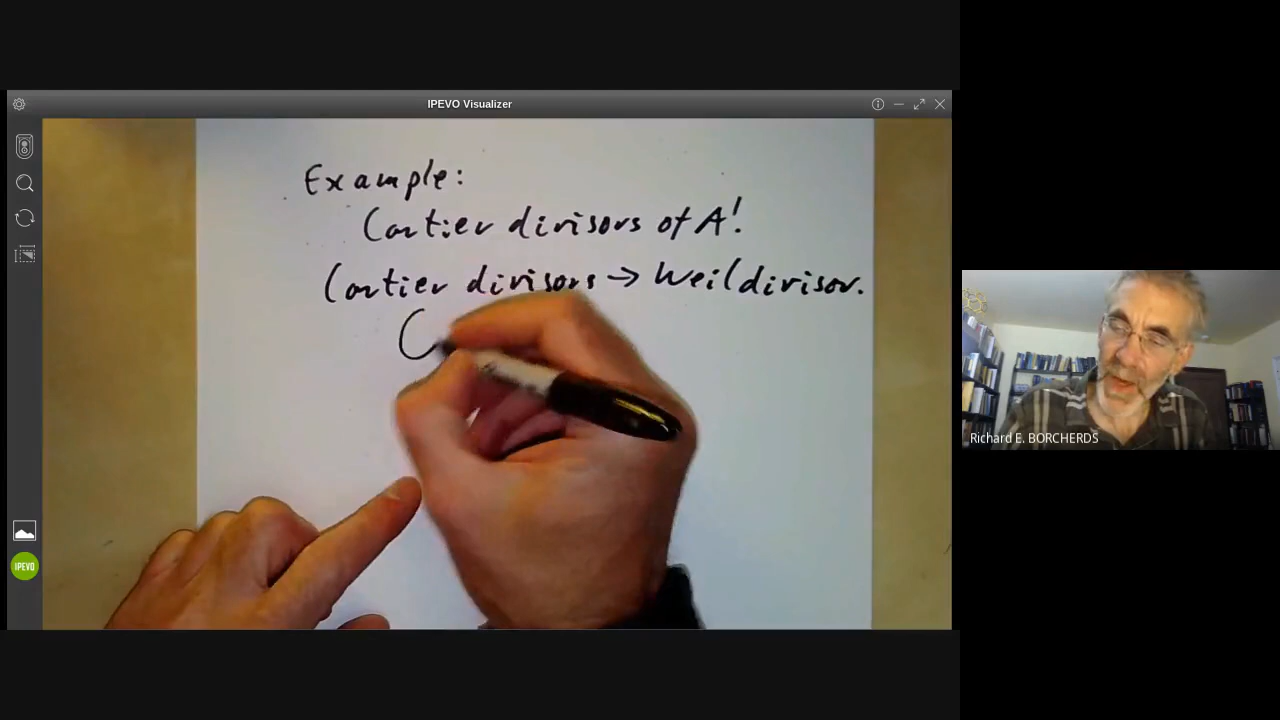 IPEVO Visualizer
Example:
Cartier divisors of A¹.
Cartier divisors → Weil divisor.
C
IPEVO
Richard E. BORCHERDS